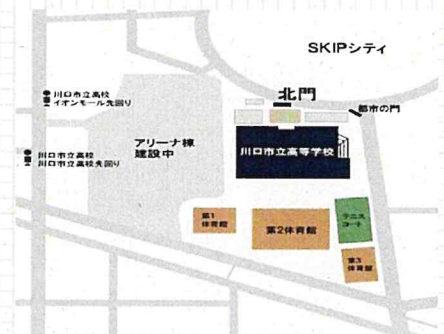 SKIPシティ
北門
都市の門
川口市立高校
イオンモール先回り
アリーナ棟
建設中
川口市立高等学校
川口市立高校
川口市立高校先回り
第1
体育館
第2体育館
テニス
コート
第3
体育館